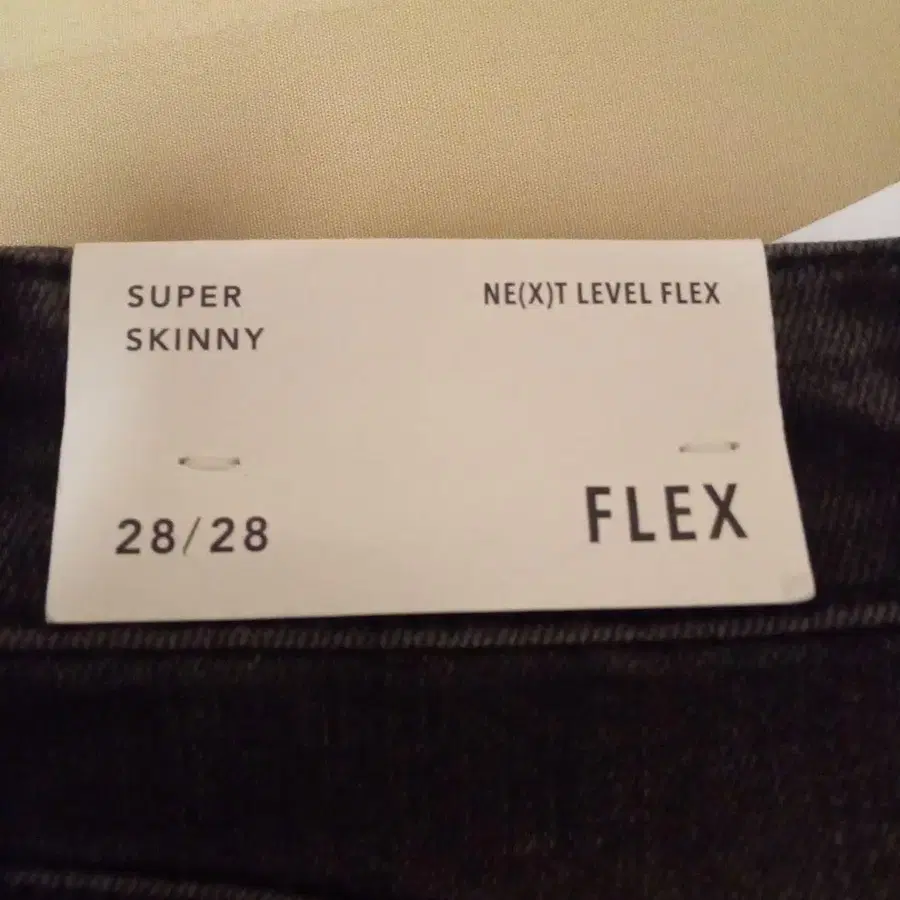 SUPER
SKINNY
NE(X)T LEVEL FLEX
28/28
FLEX